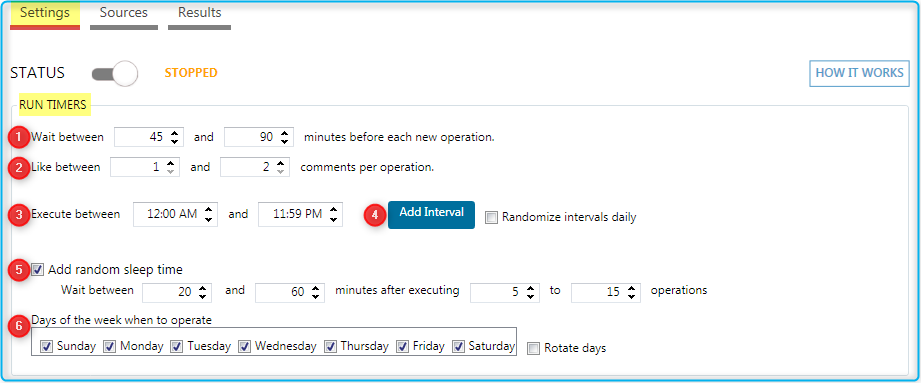 Settings Sources Results
STATUS STOPPED HOW IT WORKS
RUN TIMERS
1 Wait between 45 and 90 minutes before each new operation.
2 Like between 1 and 2 comments per operation.
3 Execute between 12:00 AM and 11:59 PM 4 Add Interval Randomize intervals daily
5 Add random sleep time
Wait between 20 and 60 minutes after executing 5 to 15 operations
6 Days of the week when to operate
Sunday Monday Tuesday Wednesday Thursday Friday Saturday Rotate days